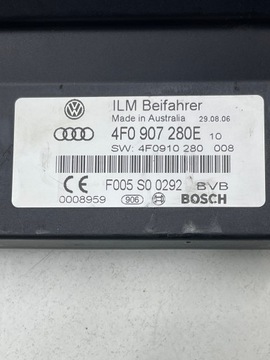 ILM Beifahrer
Made in Australia 29.08.06
4F0 907 280E 10
SW: 4F0910 280 008
CE F005 S0 0292 BVB
0008959 906 BOSCH